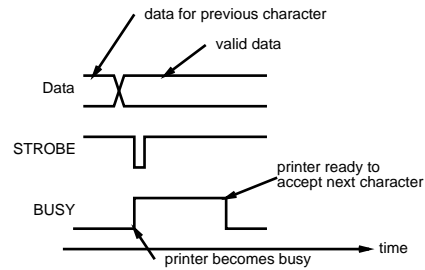 data for previous character
valid data
Data
STROBE
printer ready to
accept next character
BUSY
time
printer becomes busy